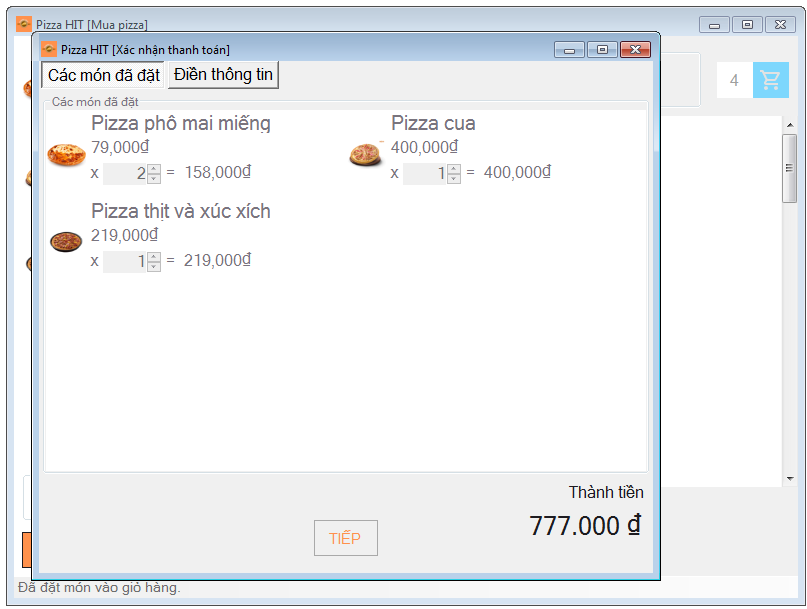 Pizza HIT [Mua pizza]
Pizza HIT [Xác nhận thanh toán]
Các món đã đặt
Điền thông tin
4
Các món đã đặt
Pizza phô mai miếng
79,000₫
x 2 = 158,000₫
Pizza cua
400,000₫
x 1 = 400,000₫
Pizza thịt và xúc xích
219,000₫
x 1 = 219,000₫
Thành tiền
777.000 ₫
TIẾP
Đã đặt món vào giỏ hàng.